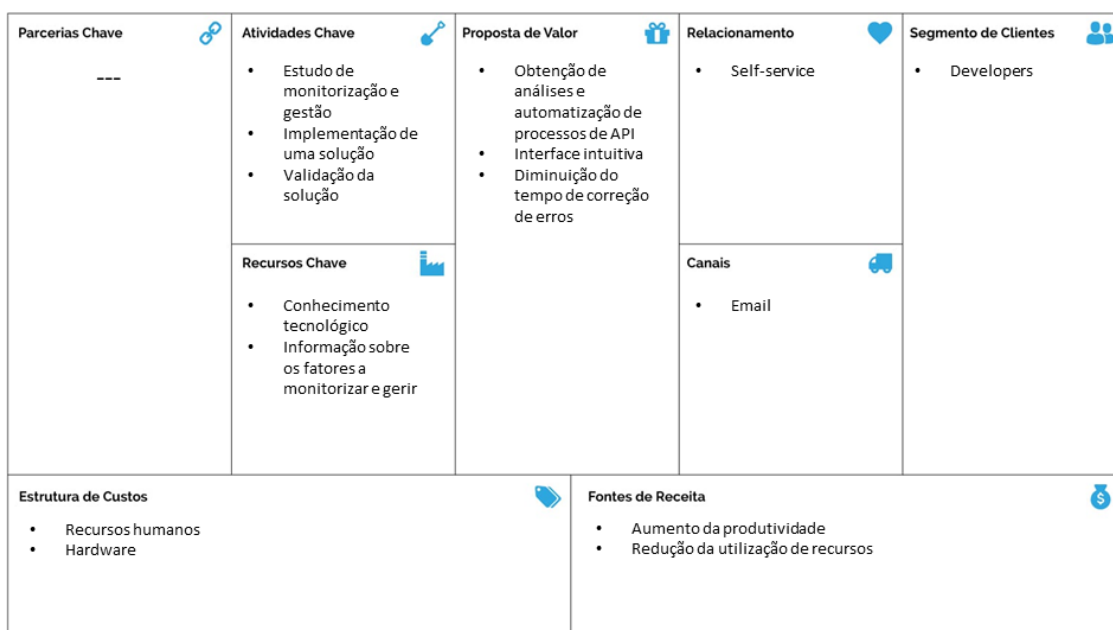 Parcerias Chave
---
Atividades Chave
• Estudo de
monitorização e
gestão
• Implementação de
uma solução
• Validação da
solução
Recursos Chave
• Conhecimento
tecnológico
• Informação sobre
os fatores a
monitorizar e gerir
Proposta de Valor
• Obtenção de
análises e
automatização de
processos de API
• Interface intuitiva
• Diminuição do
tempo de correção
de erros
Relacionamento
• Self-service
Canais
• Email
Segmento de Clientes
• Developers
Estrutura de Custos
• Recursos humanos
• Hardware
Fontes de Receita
$
• Aumento da produtividade
• Redução da utilização de recursos